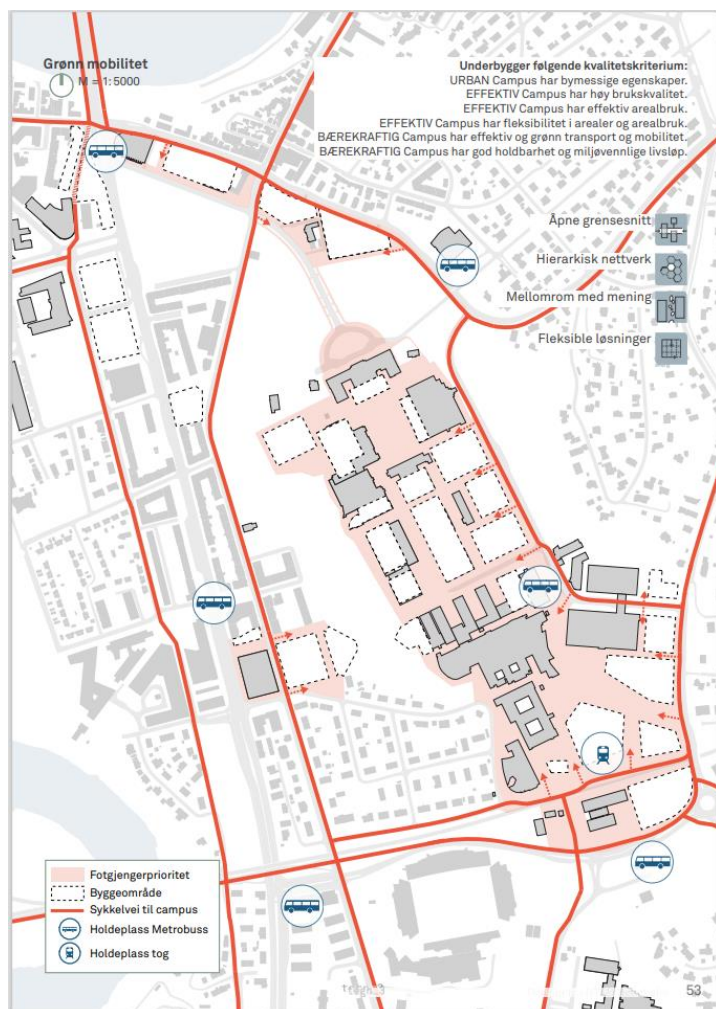 Grønn mobilitet
M = 1:5000
Underbygger følgende kvalitetskriterium:
URBAN Campus har bymessige egenskaper.
EFFEKTIV Campus har høy brukskvalitet.
EFFEKTIV Campus har effektiv arealbruk.
EFFEKTIV Campus har fleksibilitet i arealer og arealbruk.
BÆREKRAFTIG Campus har effektiv og grønn transport og mobilitet.
BÆREKRAFTIG Campus har god holdbarhet og miljøvennlige livsløp.
Åpne grensesnitt
Hierarkisk nettverk
Mellomrom med mening
Fleksible løsninger
Fotgjengerprioritet
Byggeområde
Sykkelvei til campus
Holdeplass Metrobuss
Holdeplass tog
53